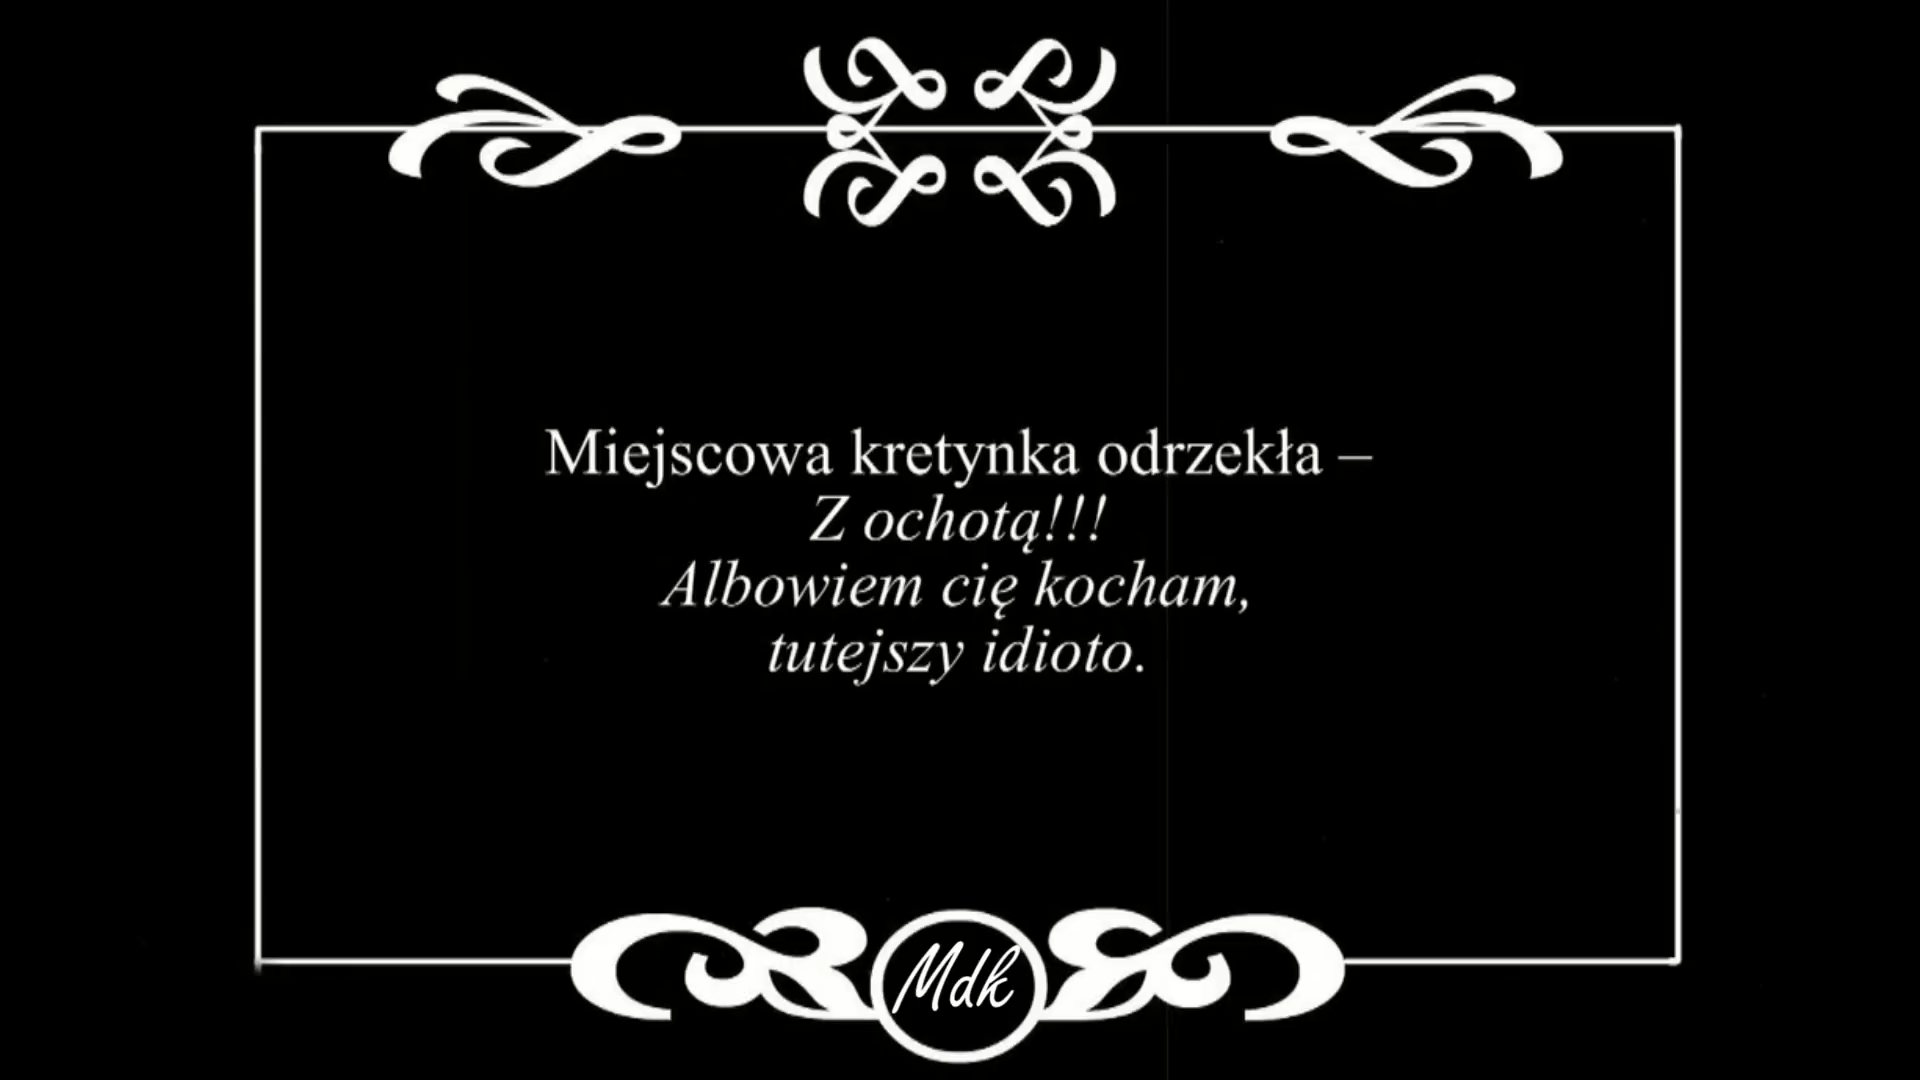 Miejscowa kretynka odrzekła –
Z ochotą!!!
Albowiem cię kocham,
tutejszy idioto.
Mdk